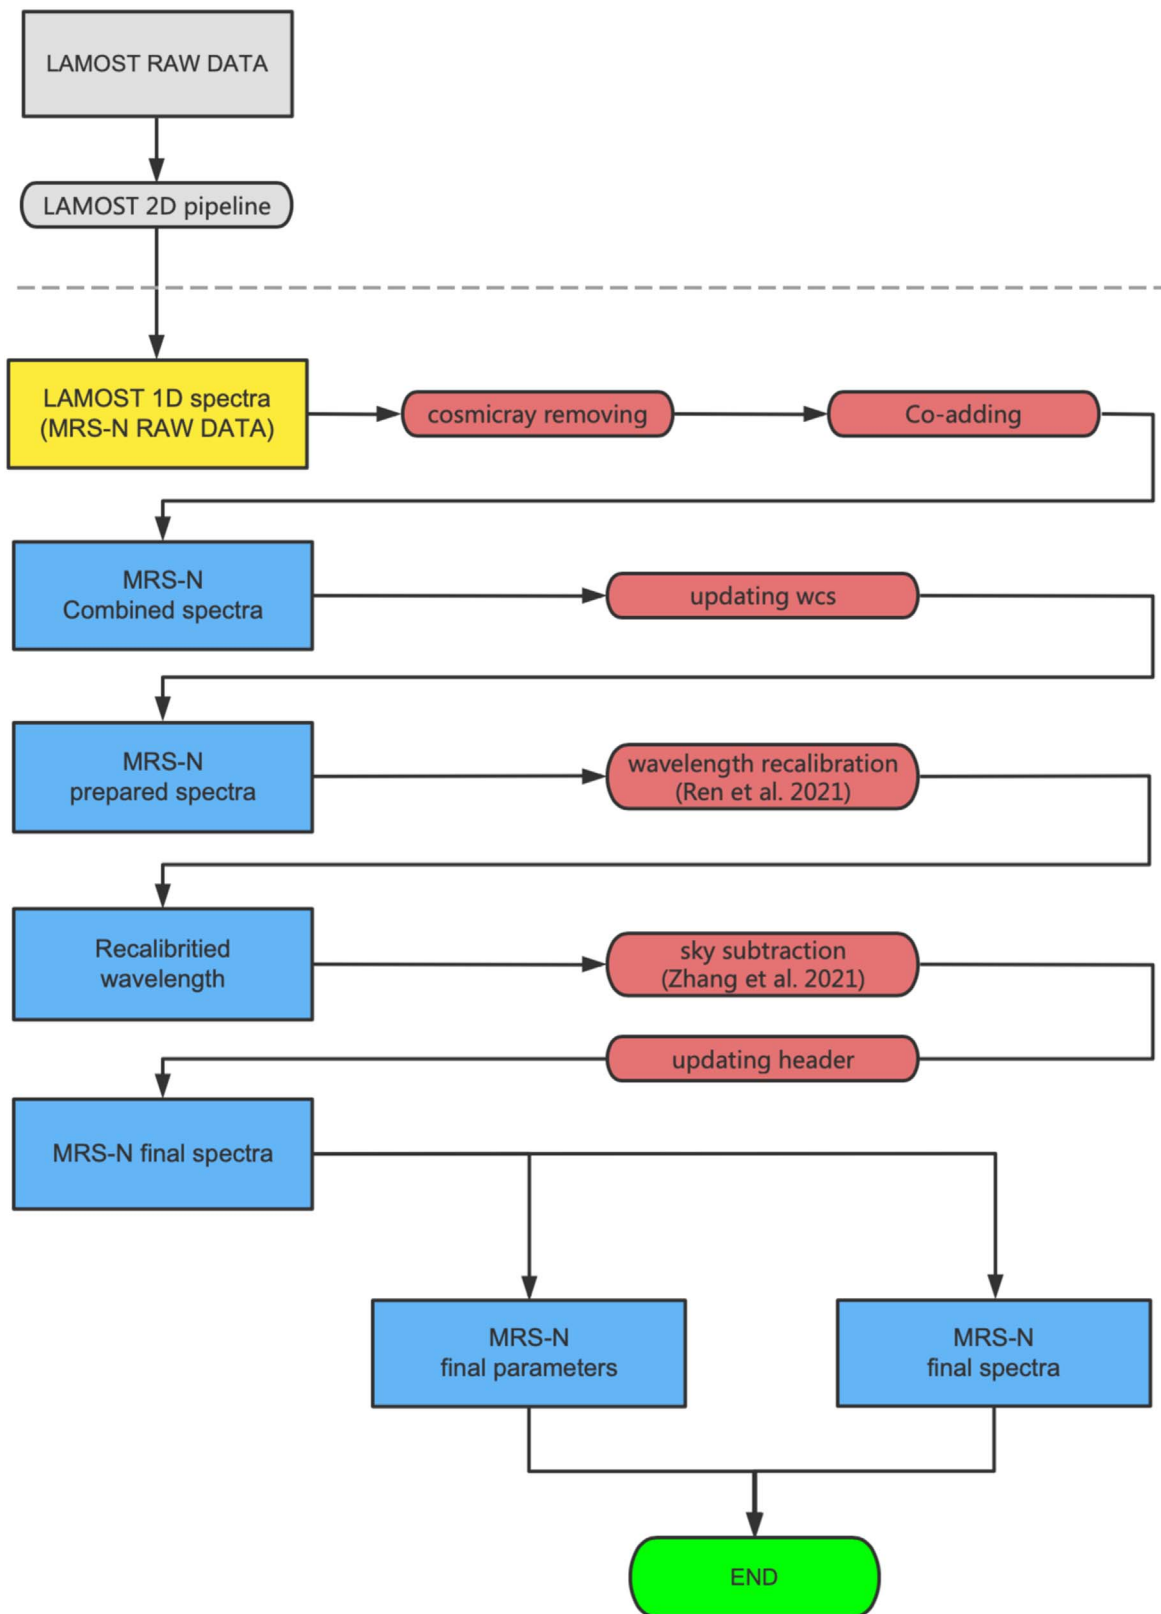 LAMOST RAW DATA
LAMOST 2D pipeline
LAMOST 1D spectra
(MRS-N RAW DATA)
cosmicray removing
Co-adding
MRS-N
Combined spectra
updating wcs
MRS-N
prepared spectra
wavelength recalibration
(Ren et al. 2021)
Recalibritied
wavelength
sky subtraction
(Zhang et al. 2021)
updating header
MRS-N final spectra
MRS-N
final parameters
MRS-N
final spectra
END